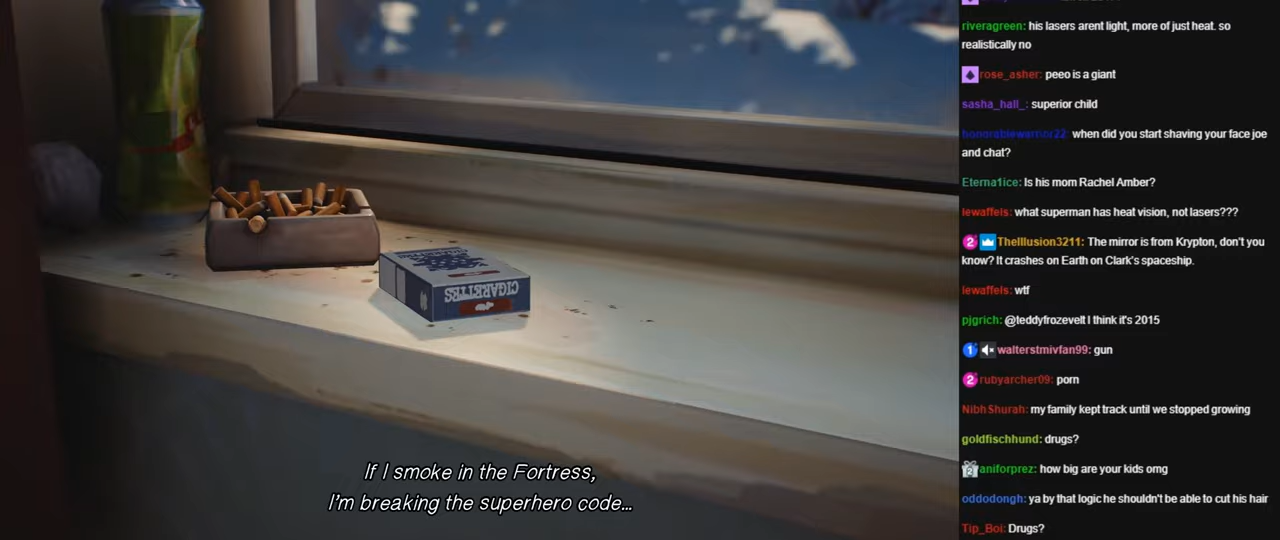 CIGARETTES
If I smoke in the Fortress,
I'm breaking the superhero code...
riveragreen: his lasers arent light, more of just heat. so
realistically no
rose_asher: peeo is a giant
sasha_hall_: superior child
honorablewarrior22: when did you start shaving your face joe
and chat?
Eterna1ice: Is his mom Rachel Amber?
lewaffels: what superman has heat vision, not lasers???
2 TheIllusion3211: The mirror is from Krypton, don't you
know? It crashes on Earth on Clark's spaceship.
lewaffels: wtf
pjgrich: @teddyfrozevelt I think it's 2015
1 walterstmivfan99: gun
2 rubyarcher09: porn
NibhShurah: my family kept track until we stopped growing
goldfischhund: drugs?
2 aniforprez: how big are your kids omg
oddodongh: ya by that logic he shouldn't be able to cut his hair
Tip_Boi: Drugs?